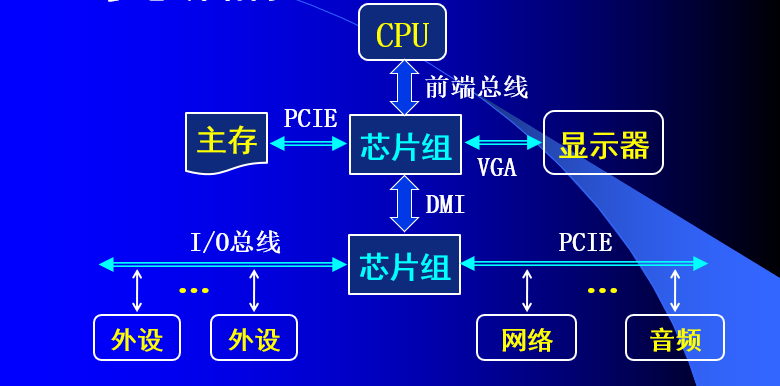 CPU
前端总线
PCIE
主存
芯片组
显示器
VGA
DMI
I/O总线
PCIE
芯片组
...
...
外设
外设
网络
音频